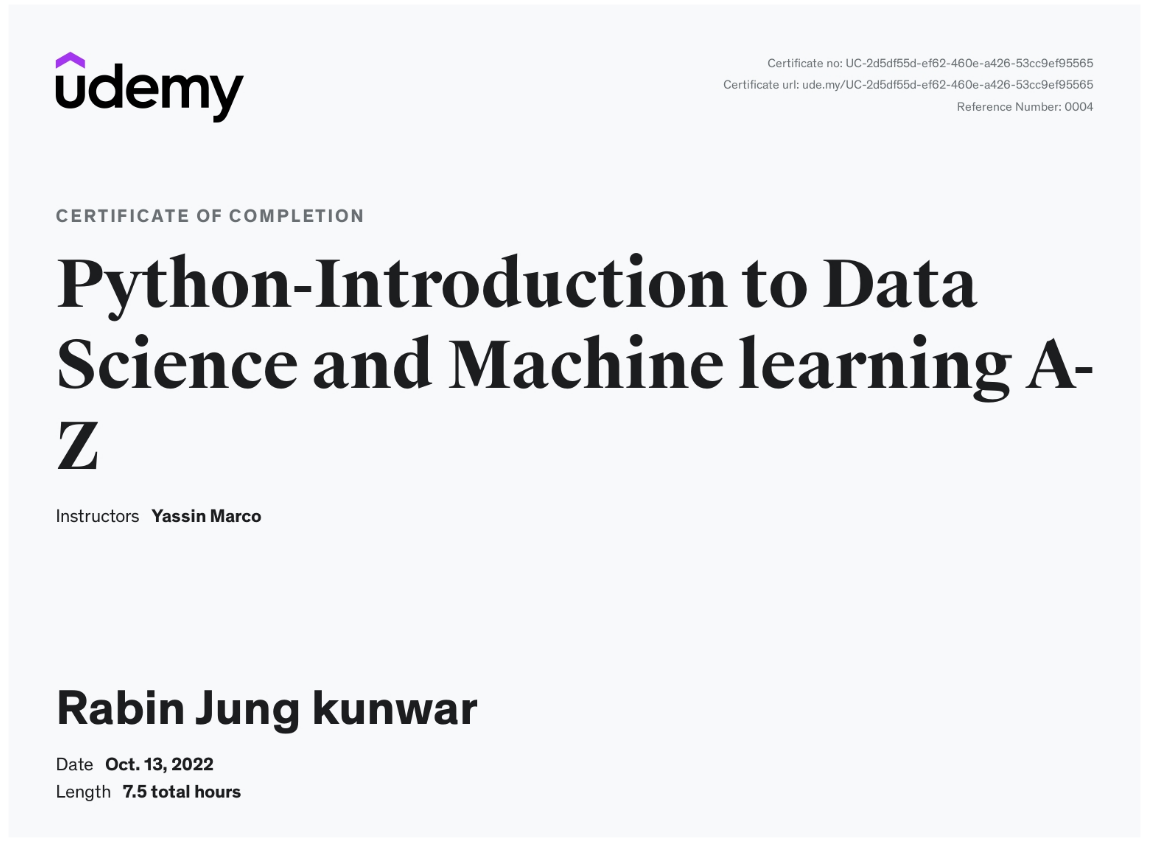 udemy
Certificate no: UC-2d5df55d-ef62-460e-a426-53cc9ef95565
Certificate url: ude.my/UC-2d5df55d-ef62-460e-a426-53cc9ef95565
Reference Number: 0004
CERTIFICATE OF COMPLETION
Python-Introduction to Data
Science and Machine learning A-
Z
Instructors Yassin Marco
Rabin Jung kunwar
Date Oct. 13, 2022
Length 7.5 total hours